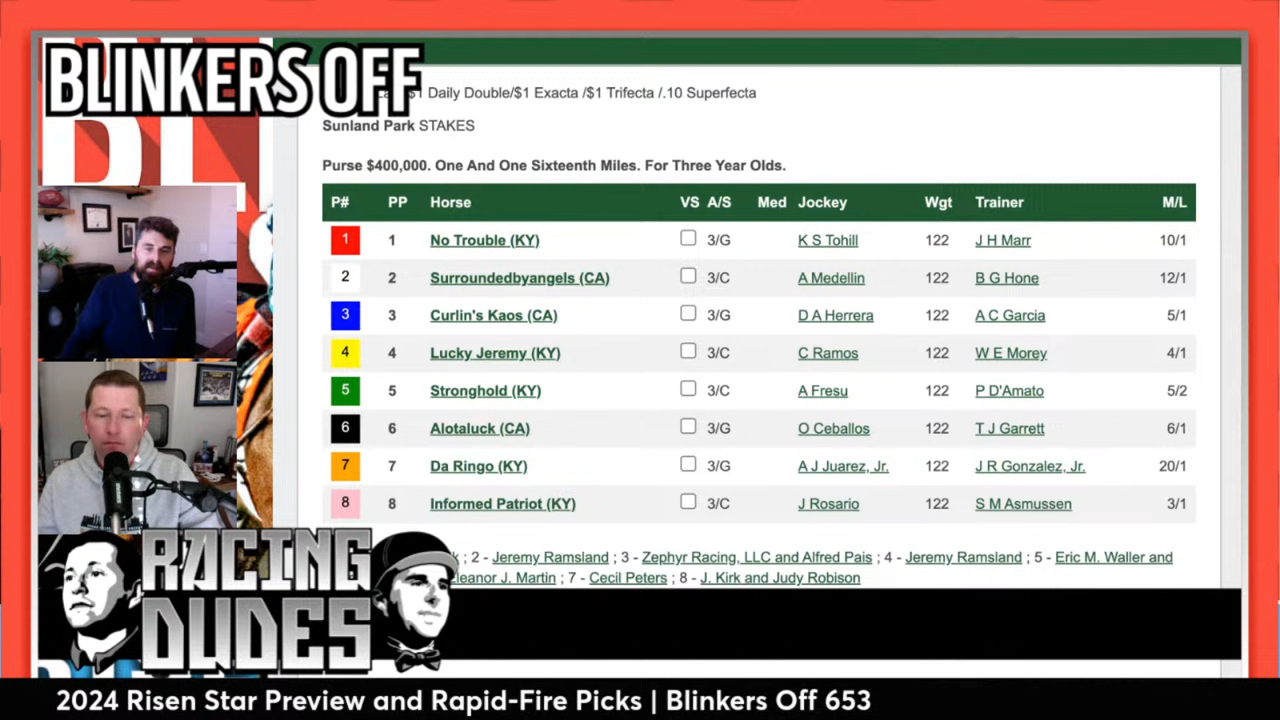 BLINKERS OFF
$1 Daily Double/$1 Exacta /$1 Trifecta /.10 Superfecta
Sunland Park STAKES
Purse $400,000. One And One Sixteenth Miles. For Three Year Olds.
P# PP Horse VS A/S Med Jockey Wgt Trainer M/L
1 1 No Trouble (KY) 3/G K S Tohill 122 J H Marr 10/1
2 2 Surroundedbyangels (CA) 3/C A Medellin 122 B G Hone 12/1
3 3 Curlin's Kaos (CA) 3/G D A Herrera 122 A C Garcia 5/1
4 4 Lucky Jeremy (KY) 3/C C Ramos 122 W E Morey 4/1
5 5 Stronghold (KY) 3/C A Fresu 122 P D'Amato 5/2
6 6 Alotaluck (CA) 3/G O Ceballos 122 T J Garrett 6/1
7 7 Da Ringo (KY) 3/G A J Juarez, Jr. 122 J R Gonzalez, Jr. 20/1
8 8 Informed Patriot (KY) 3/C J Rosario 122 S M Asmussen 3/1
; 2 - Jeremy Ramsland ; 3 - Zephyr Racing, LLC and Alfred Pais ; 4 - Jeremy Ramsland ; 5 - Eric M. Waller and
J. Martin ; 7 - Cecil Peters ; 8 - J. Kirk and Judy Robison
RACING
DUDES
2024 Risen Star Preview and Rapid-Fire Picks | Blinkers Off 653